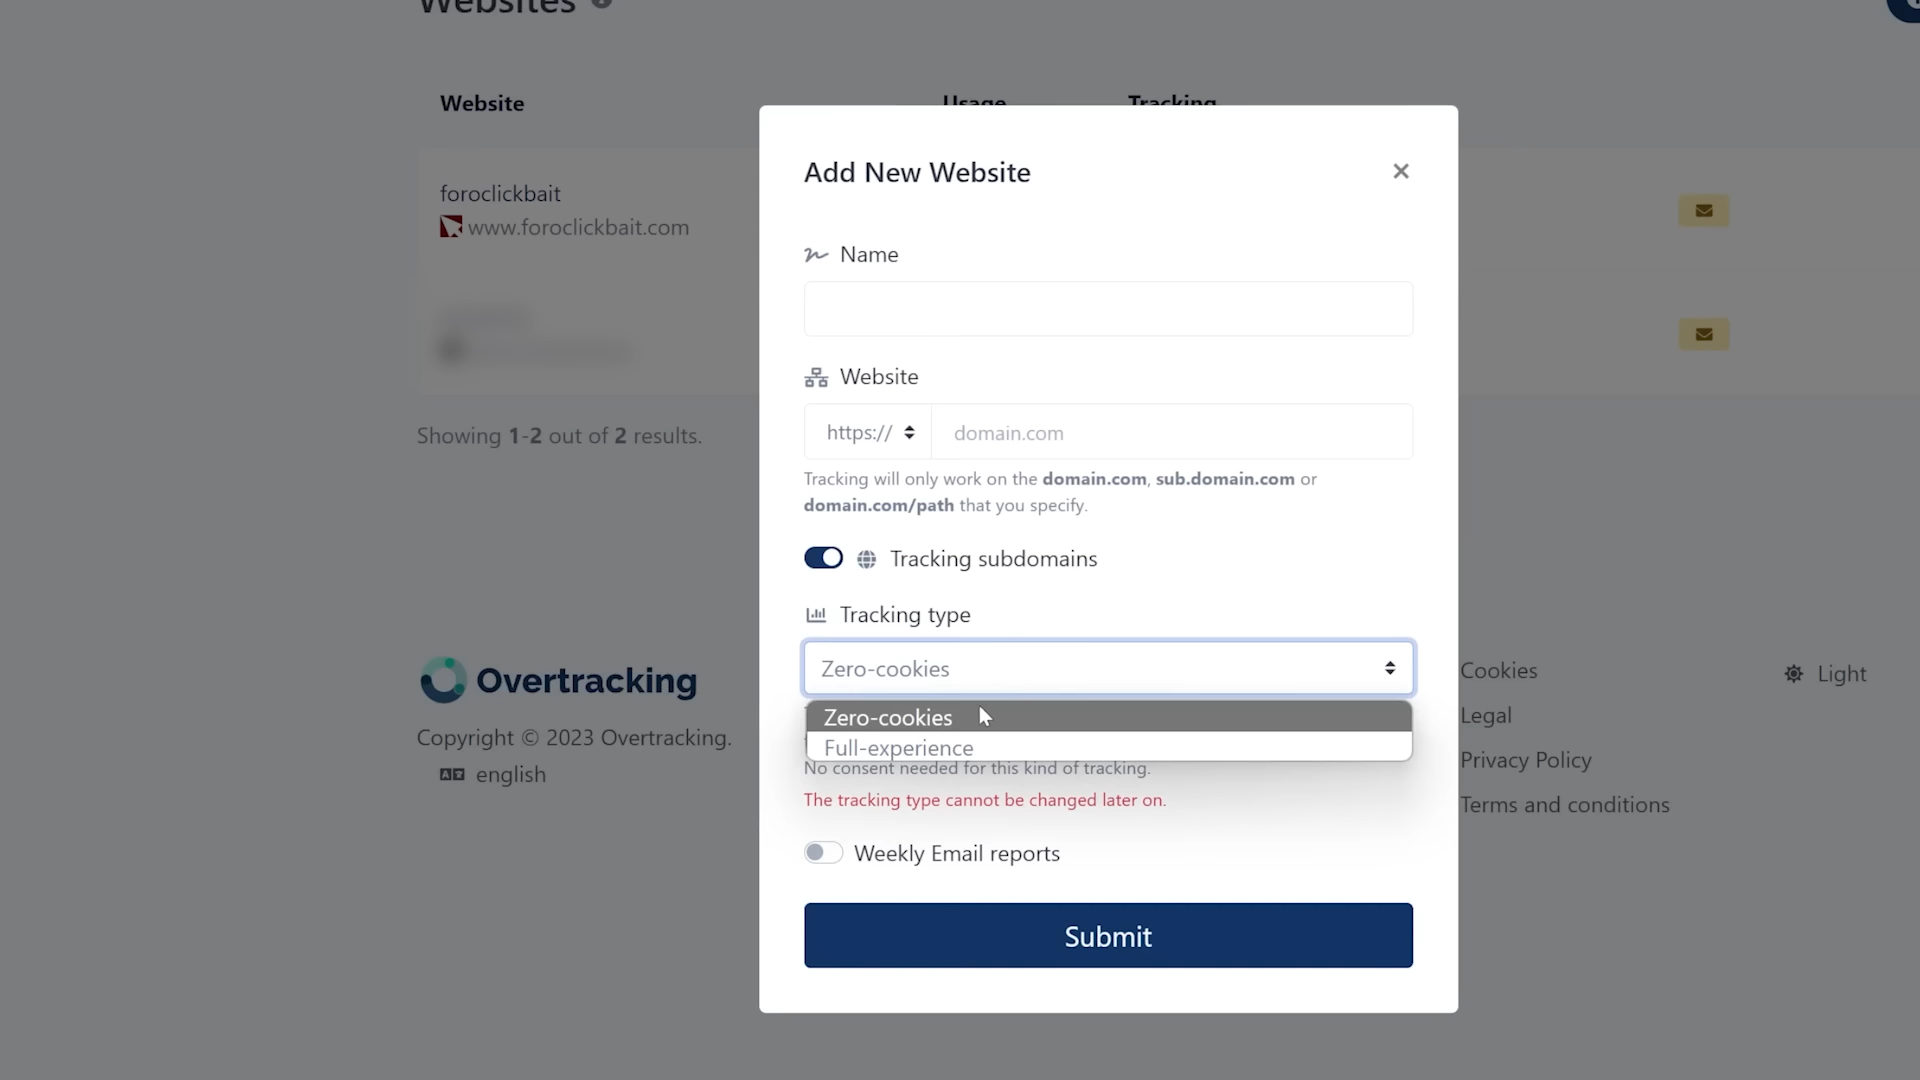 Websites
Website
Usage
Tracking
foroclickbait
www.foroclickbait.com
Showing 1-2 out of 2 results.
Add New Website
Name
Website
https://
domain.com
Tracking will only work on the domain.com, sub.domain.com or
domain.com/path that you specify.
Tracking subdomains
Tracking type
Zero-cookies
Zero-cookies
Full-experience
No consent needed for this kind of tracking.
The tracking type cannot be changed later on.
Weekly Email reports
Submit
Overtracking
Copyright © 2023 Overtracking.
english
Cookies
Legal
Privacy Policy
Terms and conditions
Light